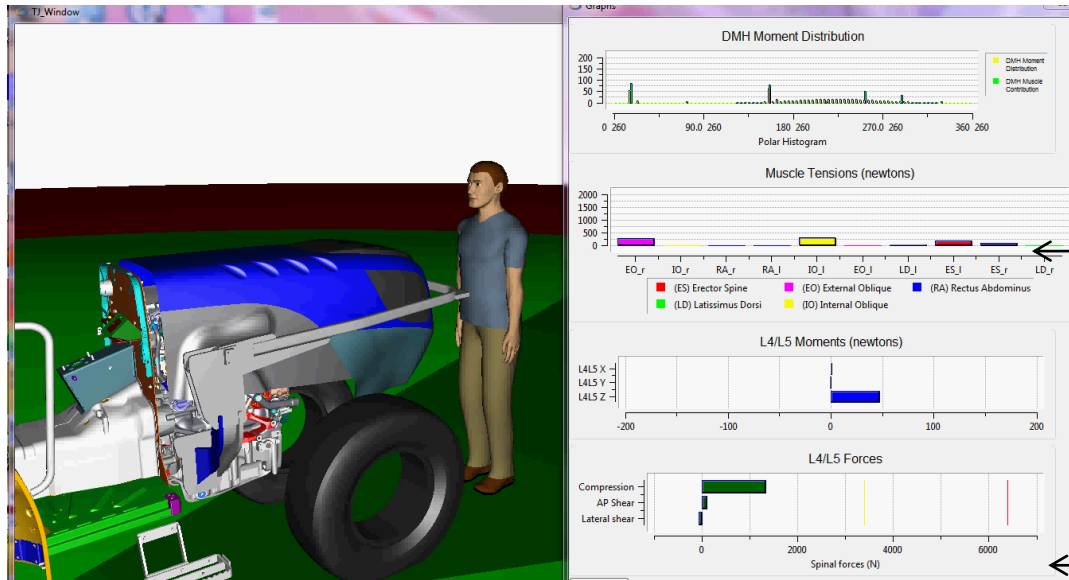 TJ_Window
Graphs
DMH Moment Distribution
200
150
100
50
0
DMH Moment
Distribution
DMH Muscle
Contribution
0 260 90.0 260 180 260 270.0 260 360 260
Polar Histogram
Muscle Tensions (newtons)
2000
1500
1000
500
0
EO_r IO_r RA_r RA_l IO_l EO_l LD_l ES_l ES_r LD_r
(ES) Erector Spine (EO) External Oblique (RA) Rectus Abdominus
(LD) Latissimus Dorsi (IO) Internal Oblique
L4/L5 Moments (newtons)
L4L5 X
L4L5 Y
L4L5 Z
-200 -100 0 100 200
L4/L5 Forces
Compression
AP Shear
Lateral shear
0 2000 4000 6000
Spinal forces (N)